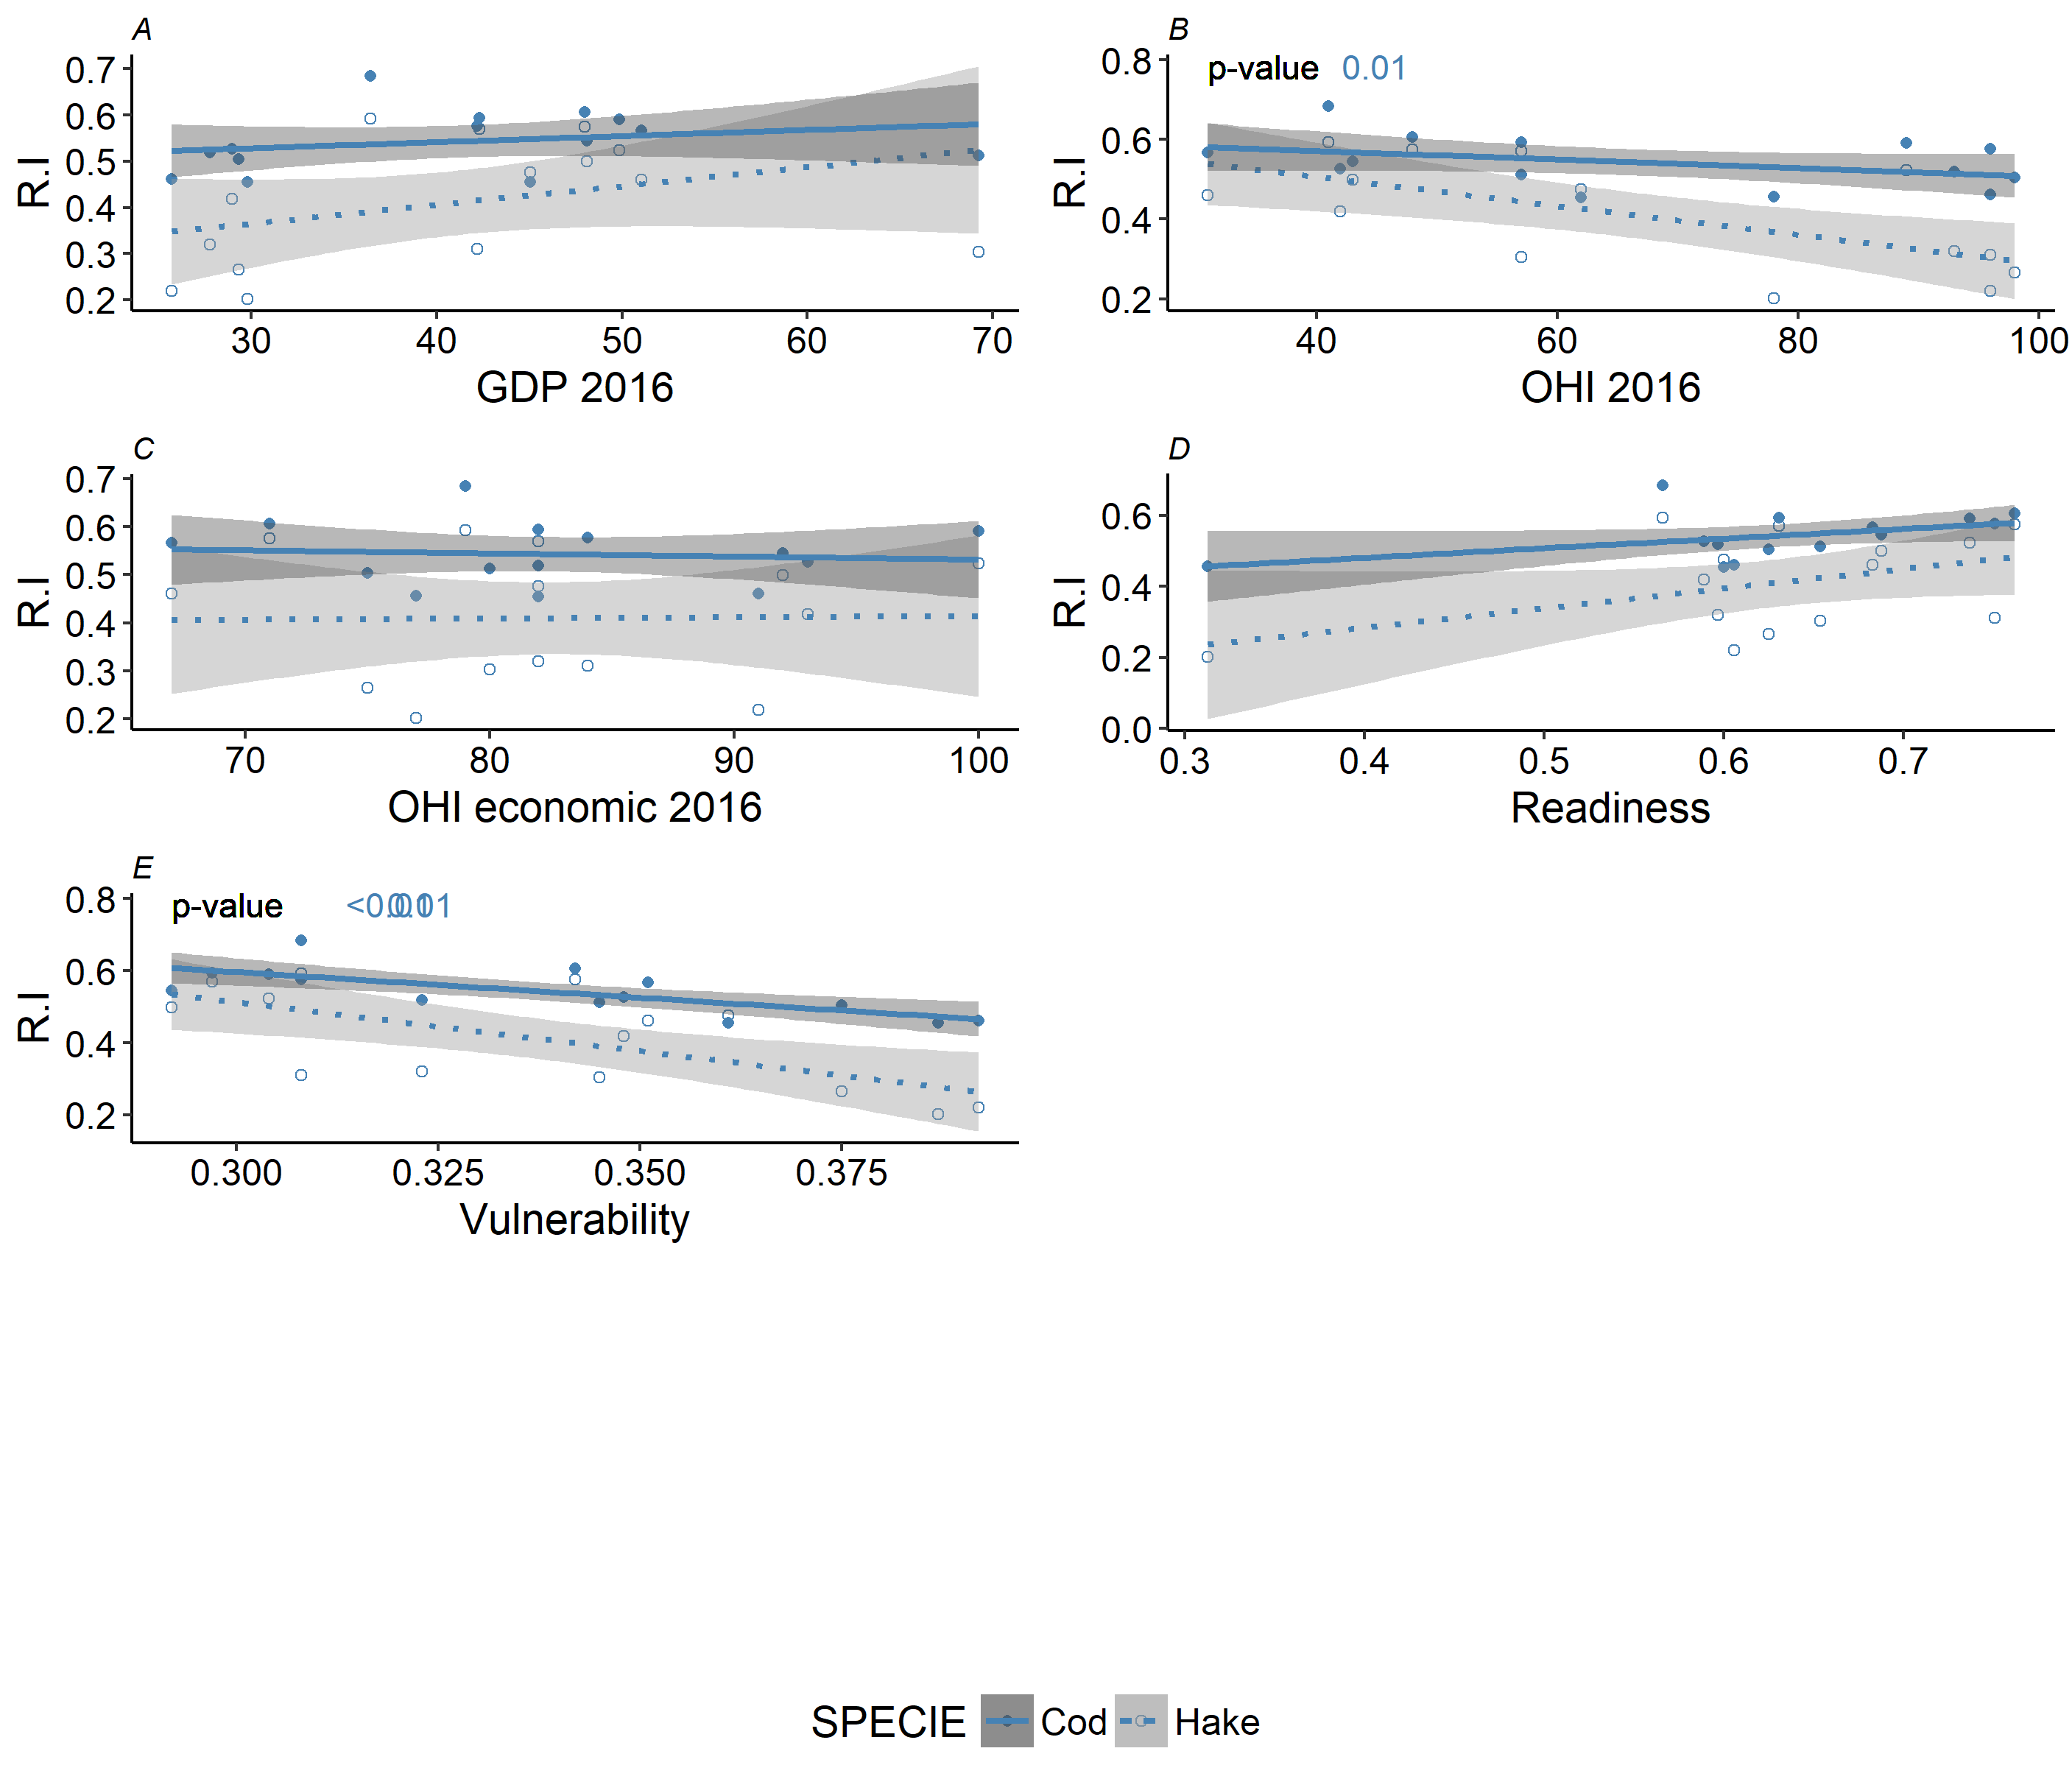 A
R.I
0.7
0.6
0.5
0.4
0.3
0.2
30 40 50 60 70
GDP 2016
B
p-value 0.01
R.I
0.8
0.6
0.4
0.2
40 60 80 100
OHI 2016
C
R.I
0.7
0.6
0.5
0.4
0.3
0.2
70 80 90 100
OHI economic 2016
D
R.I
0.6
0.4
0.2
0.0
0.3 0.4 0.5 0.6 0.7
Readiness
E
p-value
R.I
0.8
0.6
0.4
0.2
0.300 0.325 0.350 0.375
Vulnerability
SPECIE Cod Hake